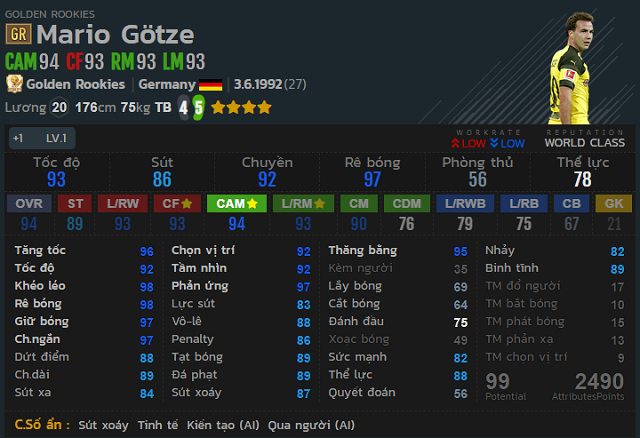 GOLDEN ROOKIES
GR Mario Götze
CAM94 CF93 RM93 LM93
Golden Rookies Germany 3.6.1992(27)
Lương 20 176cm 75kg TB 4 5
+1 LV.1
WORKRATE REPUTATION
LOW LOW WORLD CLASS
Tốc độ Sút Chuyền Rê bóng Phòng thủ Thể lực
93 86 92 97 56 78
OVR ST L/RW CF CAM L/RM CM CDM L/RWB L/RB CB GK
94 89 93 93 94 93 90 76 79 75 67 21
Tăng tốc 96 Chọn vị trí 92 Thăng bằng 95 Nhảy 82
Tốc độ 92 Tầm nhìn 92 Kèm người 35 Bình tĩnh 89
Khéo léo 98 Phản ứng 97 Lấy bóng 69 TM đổ người 17
Rê bóng 98 Lực sút 83 Cắt bóng 64 TM bắt bóng 10
Giữ bóng 97 Vô-lê 88 Đánh đầu 75 TM phát bóng 15
Ch.ngắn 97 Penalty 86 Xoạc bóng 49 TM phản xạ 13
Dứt điểm 88 Tạt bóng 89 Sức mạnh 82 TM chọn vị trí 9
Ch.dài 89 Đá phạt 89 Thể lực 88 99 2490
Sút xa 84 Sút xoáy 87 Quyết đoán 56 Potential AttributesPoints
C.Số ẩn : Sút xoáy Tinh tế Kiến tạo (AI) Qua người (AI)